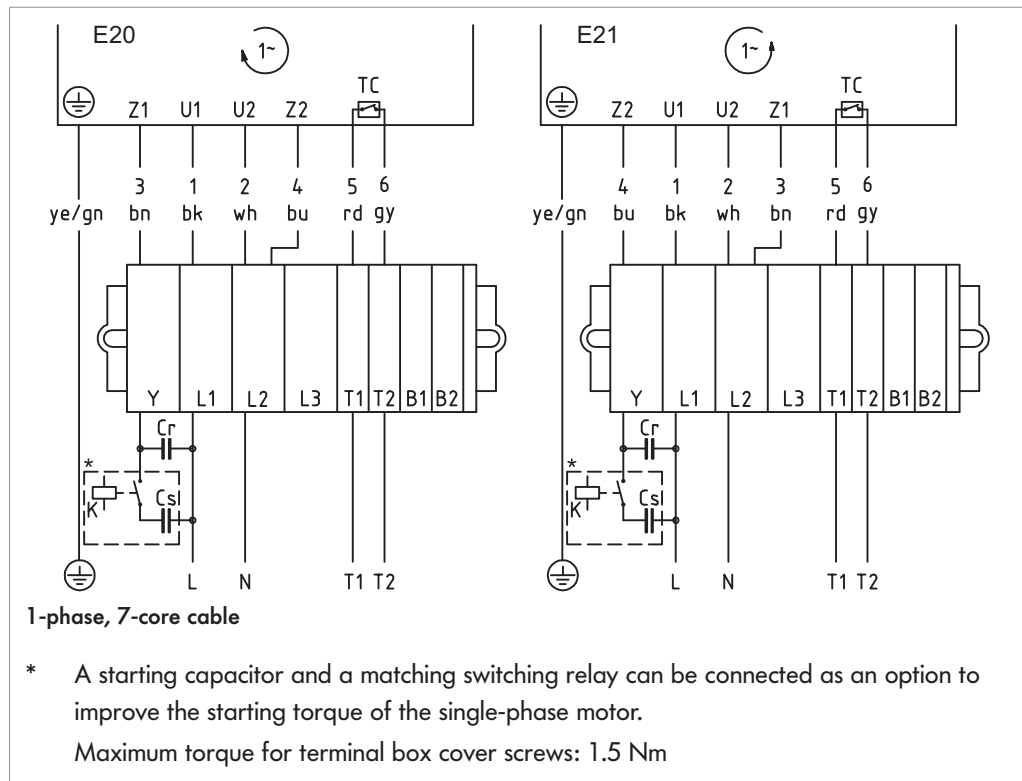 E20 1~ E21 1~
TC TC
Z1 U1 U2 Z2 Z2 U1 U2 Z1
3 1 2 4 5 6 4 1 2 3 5 6
ye/gn bn bk wh bu rd gy ye/gn bu bk wh bn rd gy
Y L1 L2 L3 T1 T2 B1 B2 Y L1 L2 L3 T1 T2 B1 B2
Cr Cr
* *
K Cs K Cs
L N T1 T2 L N T1 T2
1-phase, 7-core cable
* A starting capacitor and a matching switching relay can be connected as an option to
improve the starting torque of the single-phase motor.
Maximum torque for terminal box cover screws: 1.5 Nm